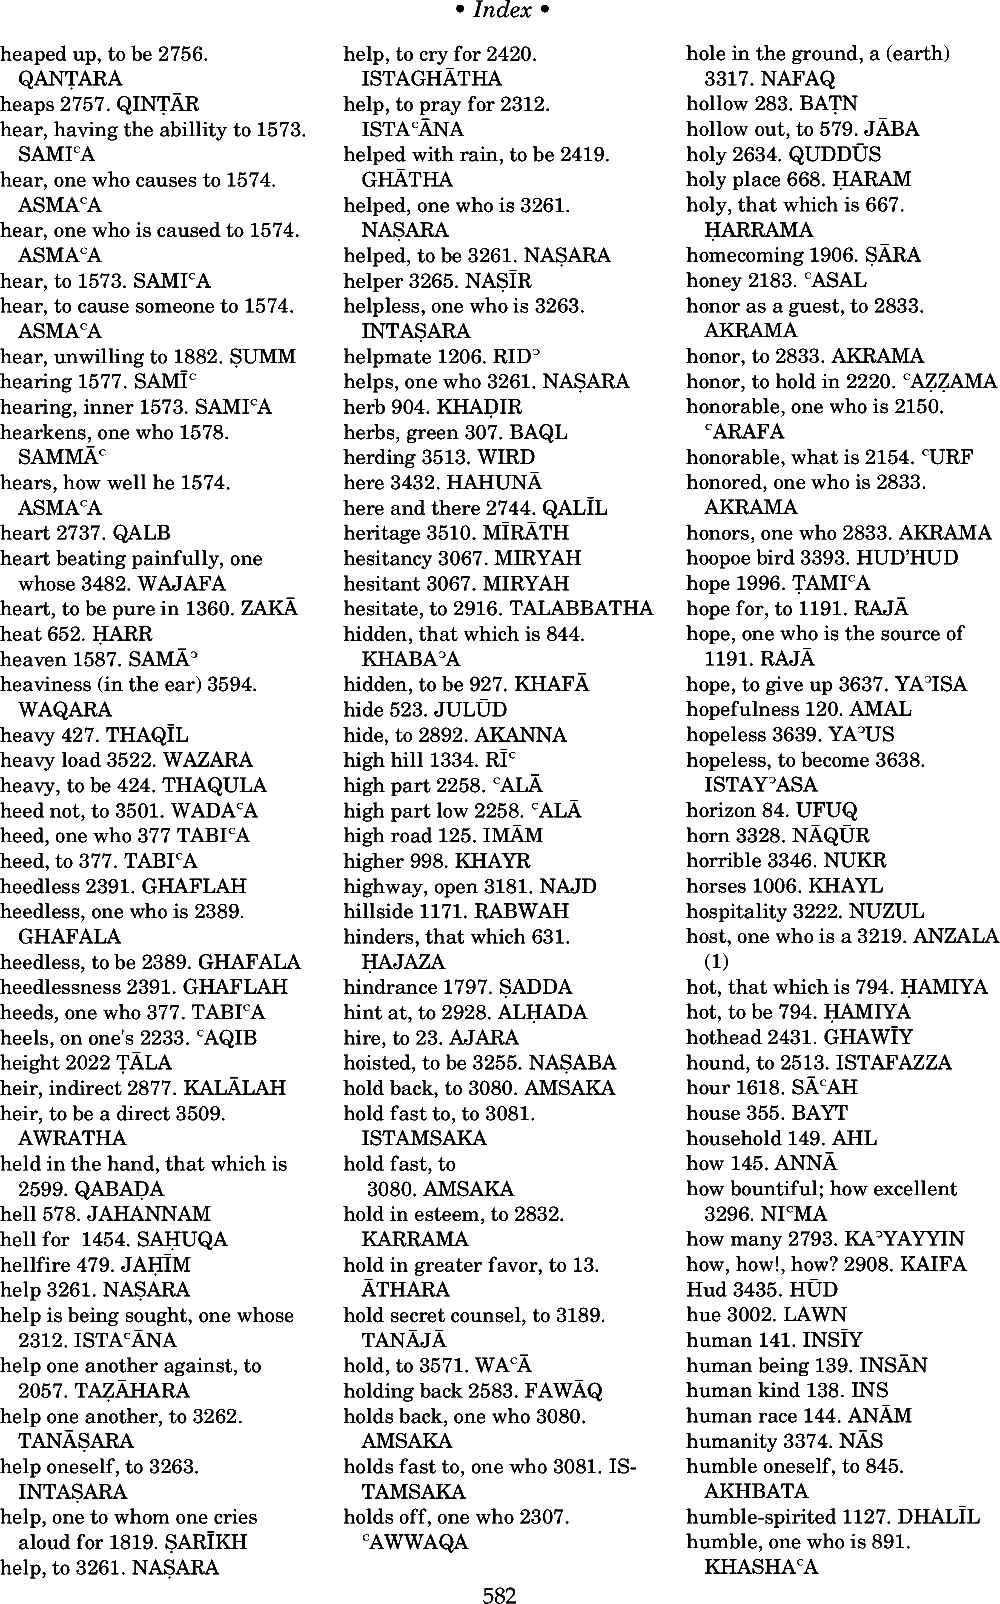 • Index •
heaped up, to be 2756.
QANṬARA
heaps 2757. QINṬĀR
hear, having the abillity to 1573.
SAMIᶜA
hear, one who causes to 1574.
ASMAᶜA
hear, one who is caused to 1574.
ASMAᶜA
hear, to 1573. SAMIᶜA
hear, to cause someone to 1574.
ASMAᶜA
hear, unwilling to 1882. ṢUMM
hearing 1577. SAMĪᶜ
hearing, inner 1573. SAMIᶜA
hearkens, one who 1578.
SAMMĀᶜ
hears, how well he 1574.
ASMAᶜA
heart 2737. QALB
heart beating painfully, one
whose 3482. WAJAFA
heart, to be pure in 1360. ZAKĀ
heat 652. ḤARR
heaven 1587. SAMĀᵓ
heaviness (in the ear) 3594.
WAQARA
heavy 427. THAQĪL
heavy load 3522. WAZARA
heavy, to be 424. THAQULA
heed not, to 3501. WADAᶜA
heed, one who 377 TABIᶜA
heed, to 377. TABIᶜA
heedless 2391. GHAFLAH
heedless, one who is 2389.
GHAFALA
heedless, to be 2389. GHAFALA
heedlessness 2391. GHAFLAH
heeds, one who 377. TABIᶜA
heels, on one's 2233. ᶜAQIB
height 2022 ṬĀLA
heir, indirect 2877. KALĀLAH
heir, to be a direct 3509.
AWRATHA
held in the hand, that which is
2599. QABAḌA
hell 578. JAHANNAM
hell for 1454. SAḤUQA
hellfire 479. JAḤĪM
help 3261. NAṢARA
help is being sought, one whose
2312. ISTAᶜĀNA
help one another against, to
2057. TAẒĀHARA
help one another, to 3262.
TANĀṢARA
help oneself, to 3263.
INTAṢARA
help, one to whom one cries
aloud for 1819. ṢARĪKH
help, to 3261. NAṢARA
help, to cry for 2420.
ISTAGHĀTHA
help, to pray for 2312.
ISTAᶜĀNA
helped with rain, to be 2419.
GHĀTHA
helped, one who is 3261.
NAṢARA
helped, to be 3261. NAṢARA
helper 3265. NAṢĪR
helpless, one who is 3263.
INTAṢARA
helpmate 1206. RIDᵓ
helps, one who 3261. NAṢARA
herb 904. KHAḌIR
herbs, green 307. BAQL
herding 3513. WIRD
here 3432. HAHUNĀ
here and there 2744. QALĪL
heritage 3510. MĪRĀTH
hesitancy 3067. MIRYAH
hesitant 3067. MIRYAH
hesitate, to 2916. TALABBATHA
hidden, that which is 844.
KHABAᵓA
hidden, to be 927. KHAFĀ
hide 523. JULŪD
hide, to 2892. AKANNA
high hill 1334. RĪᶜ
high part 2258. ᶜALĀ
high part low 2258. ᶜALĀ
high road 125. IMĀM
higher 998. KHAYR
highway, open 3181. NAJD
hillside 1171. RABWAH
hinders, that which 631.
ḤAJAZA
hindrance 1797. ṢADDA
hint at, to 2928. ALḤADA
hire, to 23. AJARA
hoisted, to be 3255. NAṢABA
hold back, to 3080. AMSAKA
hold fast to, to 3081.
ISTAMSAKA
hold fast, to
3080. AMSAKA
hold in esteem, to 2832.
KARRAMA
hold in greater favor, to 13.
ĀTHARA
hold secret counsel, to 3189.
TANĀJĀ
hold, to 3571. WAᶜĀ
holding back 2583. FAWĀQ
holds back, one who 3080.
AMSAKA
holds fast to, one who 3081. IS-
TAMSAKA
holds off, one who 2307.
ᶜAWWAQA
hole in the ground, a (earth)
3317. NAFAQ
hollow 283. BAṬN
hollow out, to 579. JĀBA
holy 2634. QUDDŪS
holy place 668. ḤARAM
holy, that which is 667.
ḤARRAMA
homecoming 1906. ṢĀRA
honey 2183. ᶜASAL
honor as a guest, to 2833.
AKRAMA
honor, to 2833. AKRAMA
honor, to hold in 2220. ᶜAẒẒAMA
honorable, one who is 2150.
ᶜARAFA
honorable, what is 2154. ᶜURF
honored, one who is 2833.
AKRAMA
honors, one who 2833. AKRAMA
hoopoe bird 3393. HUD'HUD
hope 1996. ṬAMIᶜA
hope for, to 1191. RAJĀ
hope, one who is the source of
1191. RAJĀ
hope, to give up 3637. YAᵓISA
hopefulness 120. AMAL
hopeless 3639. YAᵓUS
hopeless, to become 3638.
ISTAYᵓASA
horizon 84. UFUQ
horn 3328. NĀQŪR
horrible 3346. NUKR
horses 1006. KHAYL
hospitality 3222. NUZUL
host, one who is a 3219. ANZALA
(1)
hot, that which is 794. ḤAMIYA
hot, to be 794. ḤAMIYA
hothead 2431. GHAWĪY
hound, to 2513. ISTAFAZZA
hour 1618. SĀᶜAH
house 355. BAYT
household 149. AHL
how 145. ANNĀ
how bountiful; how excellent
3296. NIᶜMA
how many 2793. KAᵓYAYYIN
how, how!, how? 2908. KAIFA
Hud 3435. HŪD
hue 3002. LAWN
human 141. INSĪY
human being 139. INSĀN
human kind 138. INS
human race 144. ANĀM
humanity 3374. NĀS
humble oneself, to 845.
AKHBATA
humble-spirited 1127. DHALĪL
humble, one who is 891.
KHASHAᶜA
582